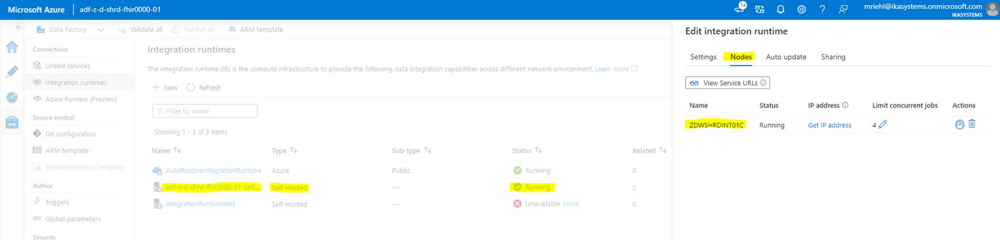 Microsoft Azure adf-z-d-shrd-fhir0000-01 14 mriehl@ikasystems.onmicrosoft.com
IKASYSTEMS
» Data Factory Validate all Publish all ARM template
Connections
Linked services
Integration runtimes
Azure Purview (Preview)
Source control
Git configuration
ARM template
Parameterization template
Author
Triggers
Global parameters
Security
Integration runtimes
The integration runtime (IR) is the compute infrastructure to provide the following data integration capabilities across different network environment. Learn more
New Refresh
Filter by name
Showing 1 - 3 of 3 items
Name Type Sub-type Status Related
AutoResolveIntegrationRuntime Azure Public Running 0
adf-z-d-shrd-fhir0000-01-Self... Self-Hosted --- Running 2
integrationRuntimetest Self-Hosted --- Unavailable More 0
Edit integration runtime
Settings Nodes Auto update Sharing
View Service URLs
Name Status IP address Limit concurrent jobs Actions
ZDWSHRDINT01C Running Get IP address 4